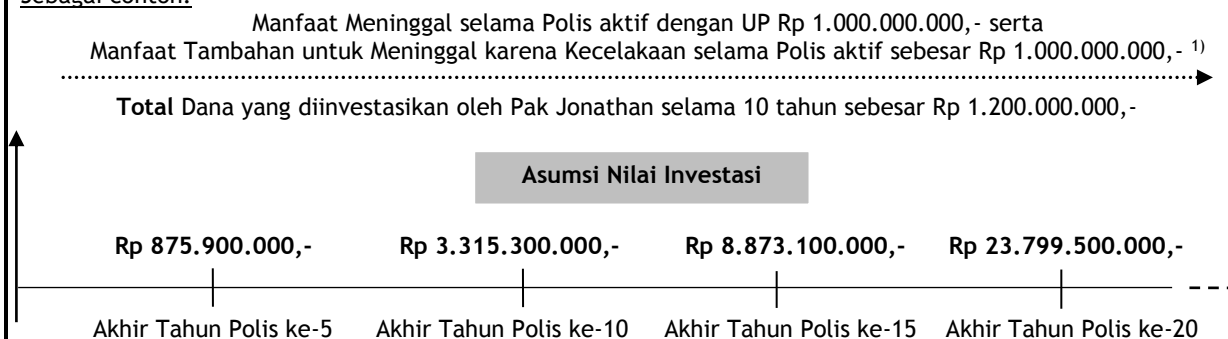 Sebagai contoh:
Manfaat Meninggal selama Polis aktif dengan UP Rp 1.000.000.000,- serta
Manfaat Tambahan untuk Meninggal karena Kecelakaan selama Polis aktif sebesar Rp 1.000.000.000,- 1)
Total Dana yang diinvestasikan oleh Pak Jonathan selama 10 tahun sebesar Rp 1.200.000.000,-
Asumsi Nilai Investasi
Rp 875.900.000,- Rp 3.315.300.000,- Rp 8.873.100.000,- Rp 23.799.500.000,-
Akhir Tahun Polis ke-5 Akhir Tahun Polis ke-10 Akhir Tahun Polis ke-15 Akhir Tahun Polis ke-20